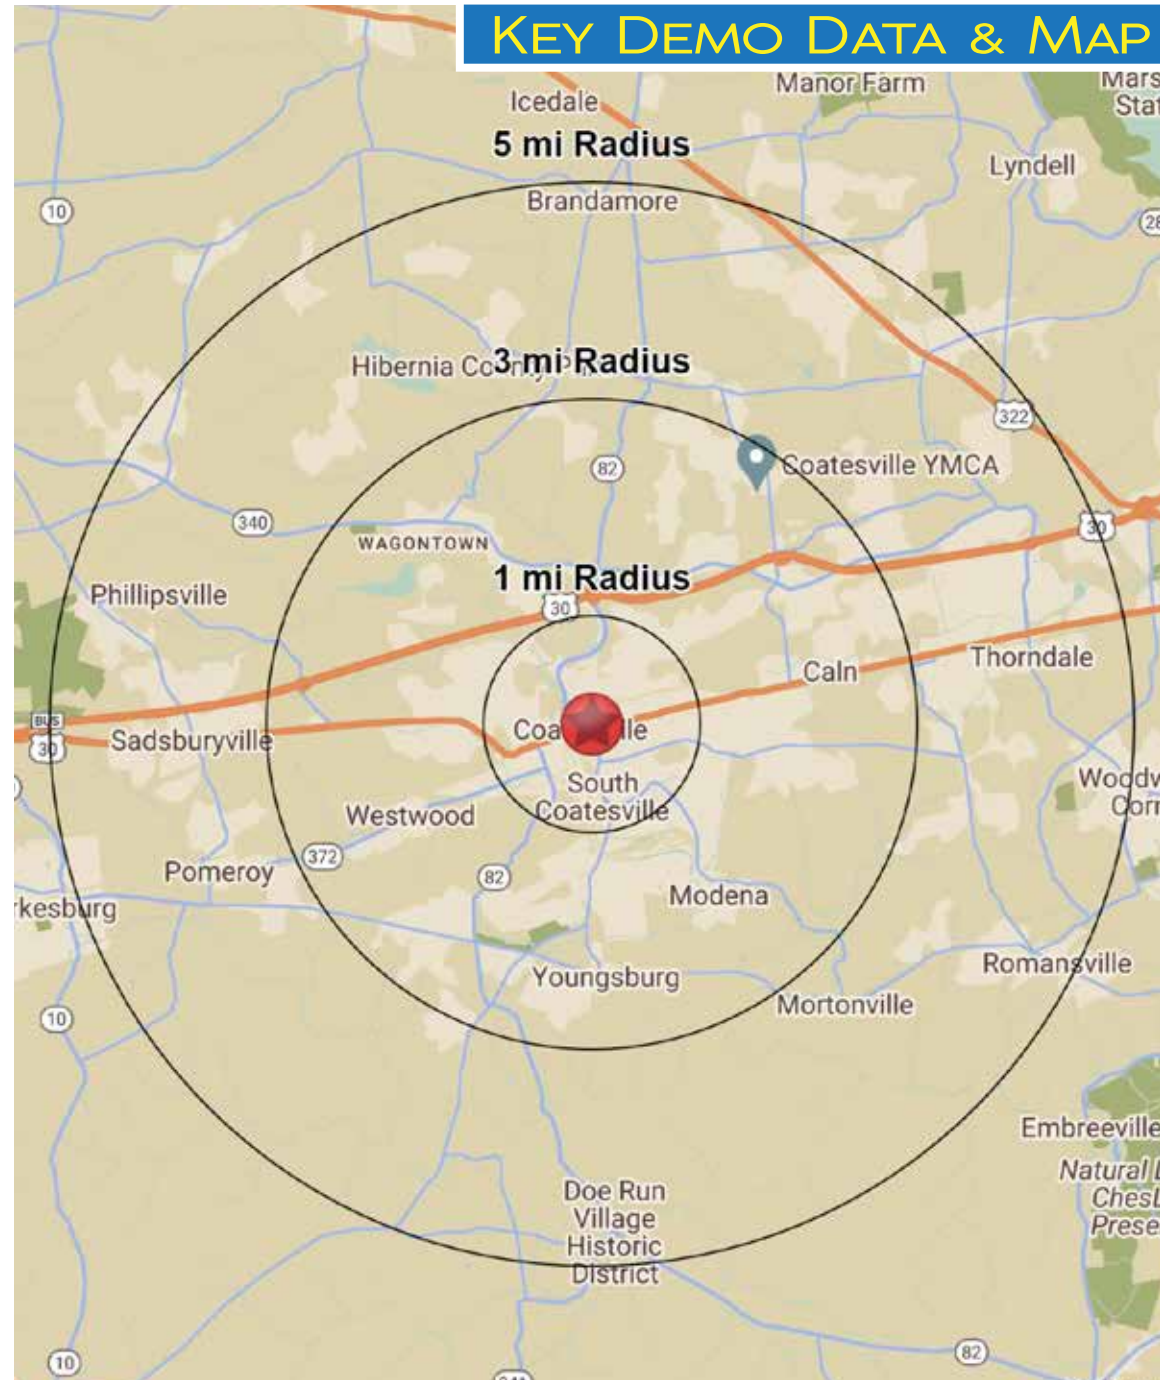 KEY DEMO DATA & MAP
Manor Farm
Icedale
5 mi Radius
Lyndell
Brandamore
10
3 mi Radius
Hibernia
322
Coatesville YMCA
82
340
30
WAGONTOWN
1 mi Radius
Phillipsville
30
Thorndale
Caln
BUS
30
Sadsburyville
South
Coatesville
Westwood
372
Pomeroy
82
Modena
Youngsburg
Romansville
Mortonville
10
Embreeville
Natural
Doe Run
Village
Historic
District
82
10